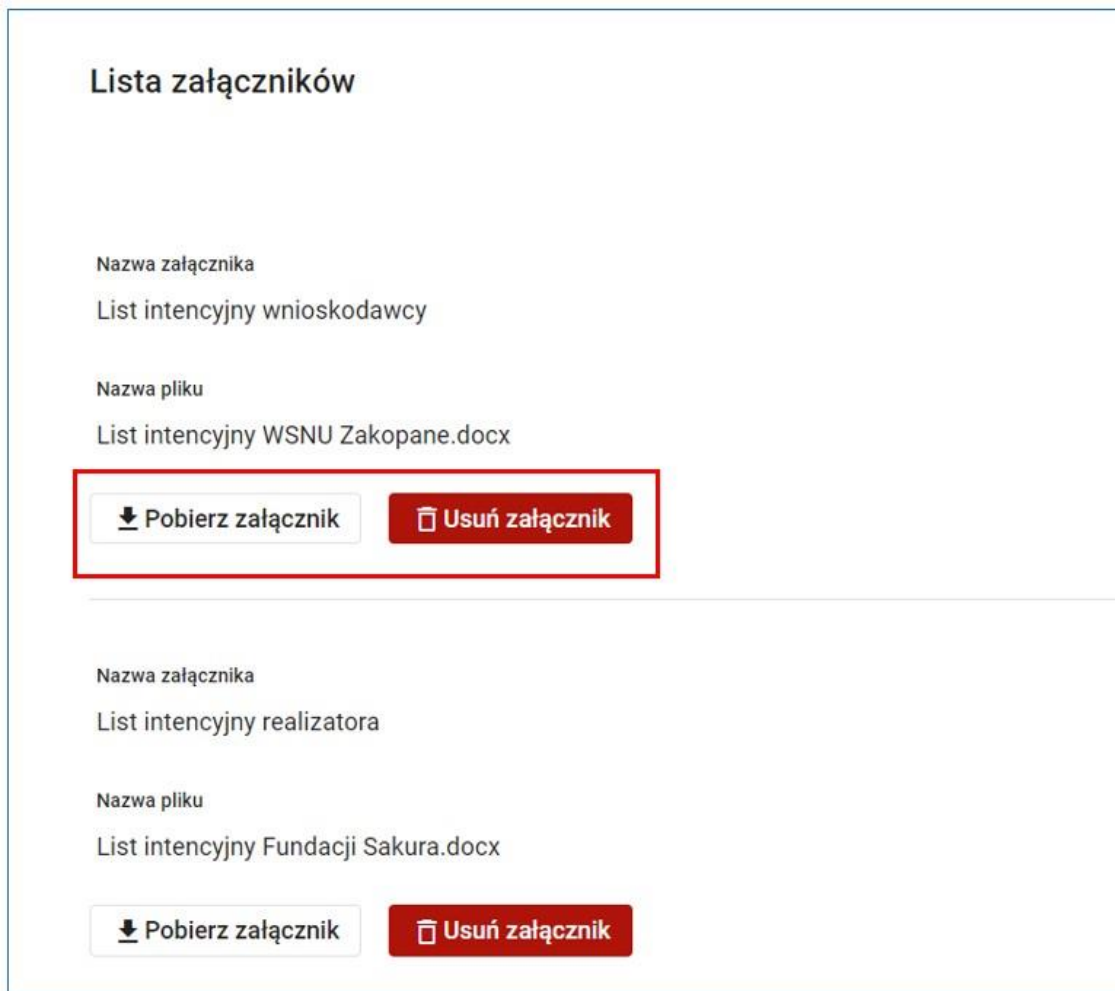 Lista załączników
Nazwa załącznika
List intencyjny wnioskodawcy
Nazwa pliku
List intencyjny WSNU Zakopane.docx
Pobierz załącznik Usuń załącznik
Nazwa załącznika
List intencyjny realizatora
Nazwa pliku
List intencyjny Fundacji Sakura.docx
Pobierz załącznik Usuń załącznik